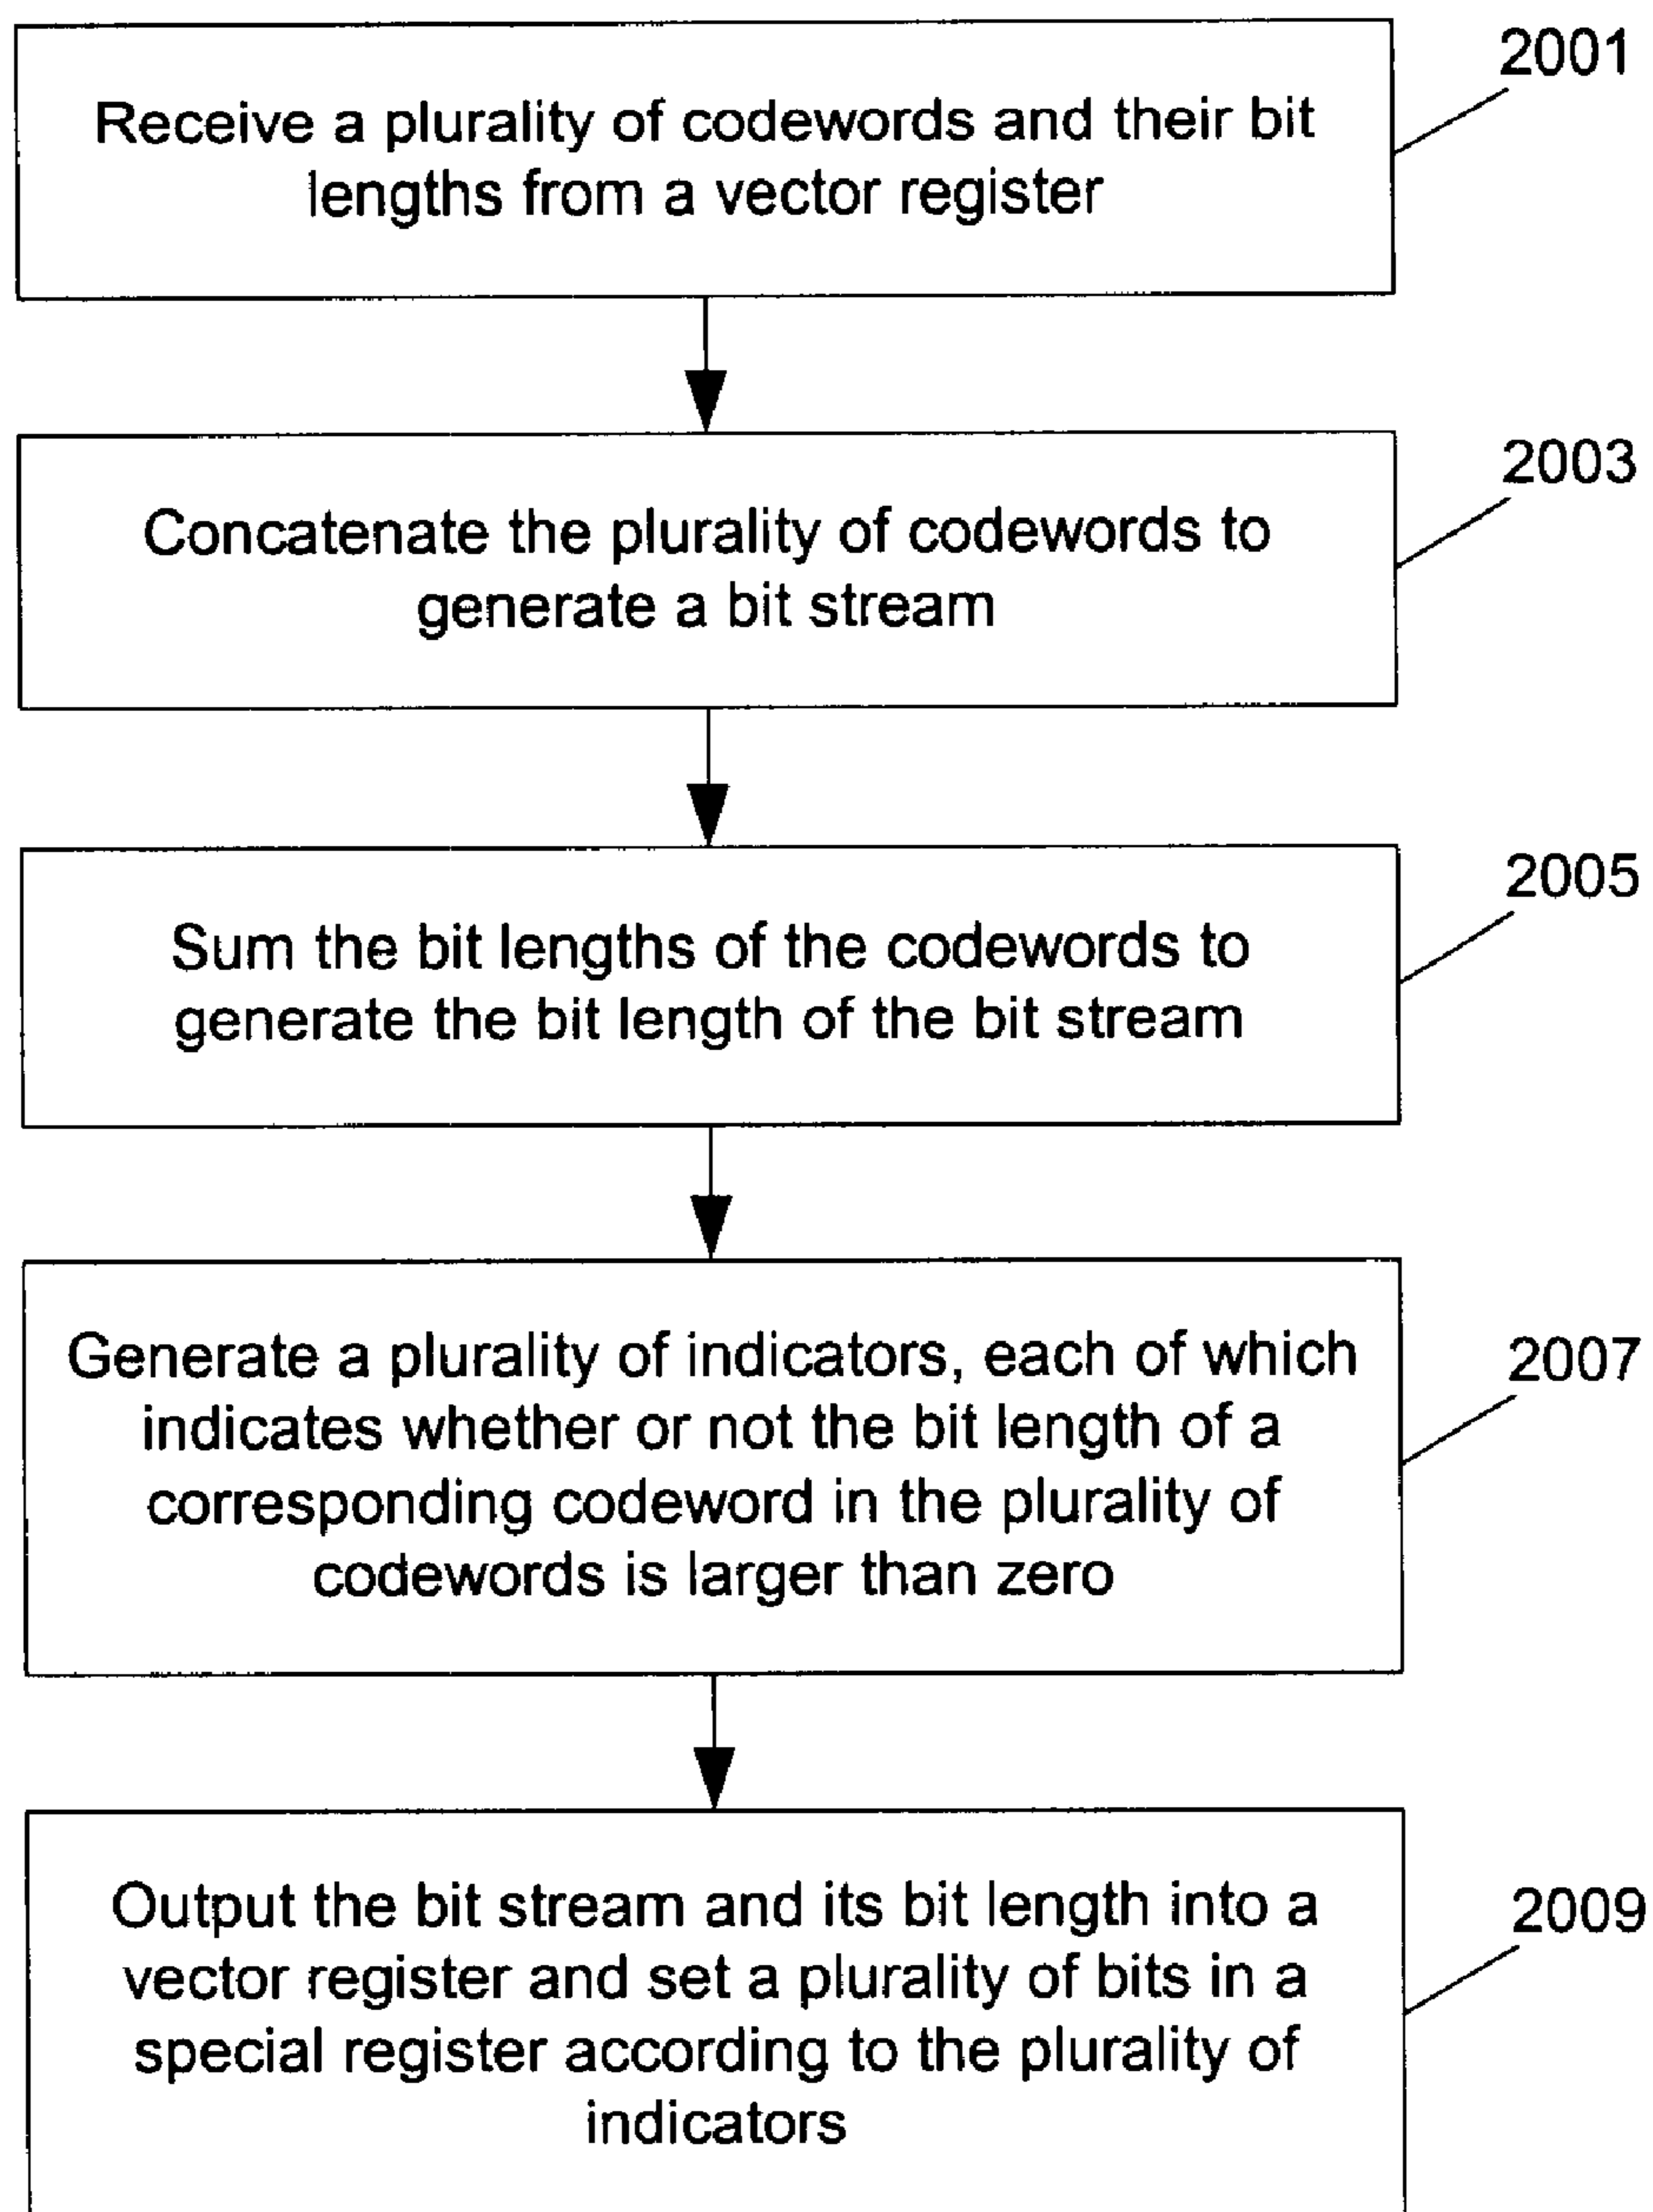 2001
Receive a plurality of codewords and their bit
lengths from a vector register
2003
Concatenate the plurality of codewords to
generate a bit stream
2005
Sum the bit lengths of the codewords to
generate the bit length of the bit stream
2007
Generate a plurality of indicators, each of which
indicates whether or not the bit length of a
corresponding codeword in the plurality of
codewords is larger than zero
2009
Output the bit stream and its bit length into a
vector register and set a plurality of bits in a
special register according to the plurality of
indicators